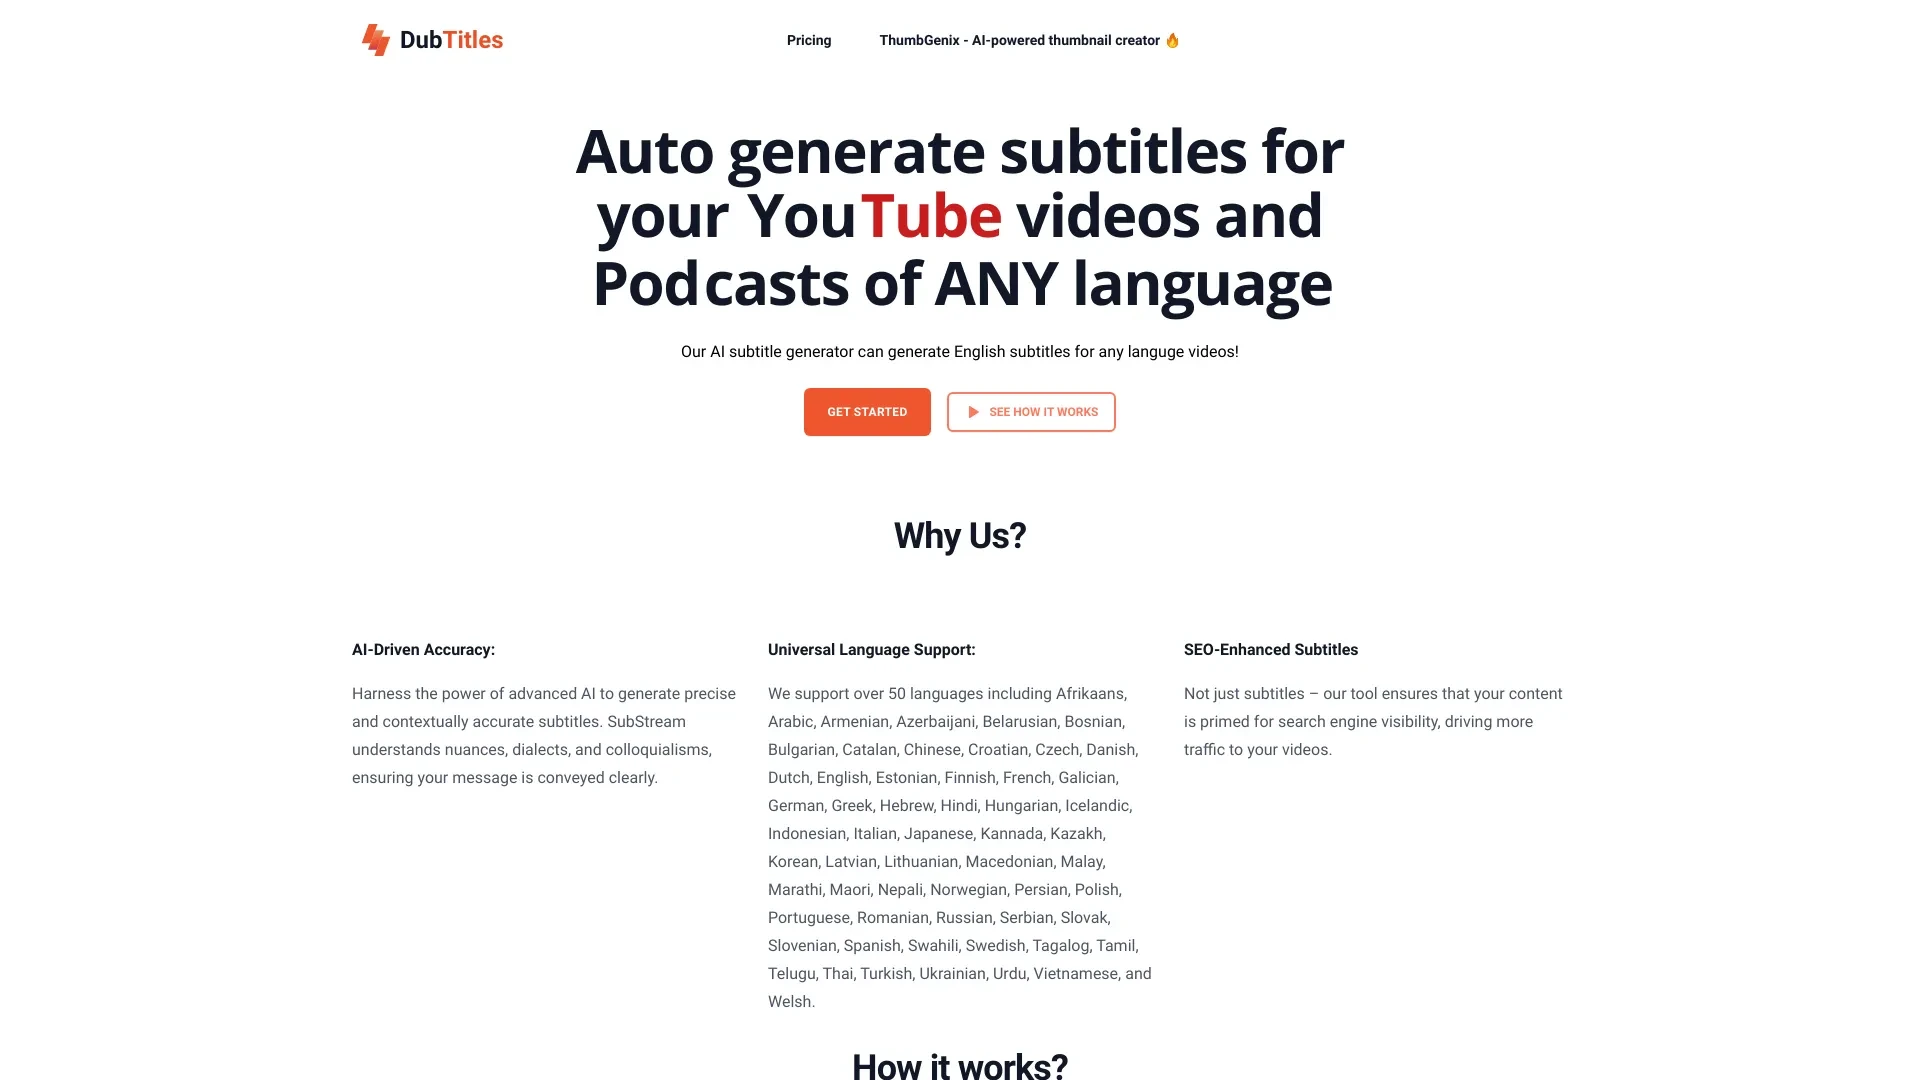 DubTitles
Pricing
ThumbGenix - AI-powered thumbnail creator 🔥
Auto generate subtitles for
your YouTube videos and
Podcasts of ANY language
Our AI subtitle generator can generate English subtitles for any languge videos!
GET STARTED
SEE HOW IT WORKS
Why Us?
AI-Driven Accuracy:
Harness the power of advanced AI to generate precise
and contextually accurate subtitles. SubStream
understands nuances, dialects, and colloquialisms,
ensuring your message is conveyed clearly.
Universal Language Support:
We support over 50 languages including Afrikaans,
Arabic, Armenian, Azerbaijani, Belarusian, Bosnian,
Bulgarian, Catalan, Chinese, Croatian, Czech, Danish,
Dutch, English, Estonian, Finnish, French, Galician,
German, Greek, Hebrew, Hindi, Hungarian, Icelandic,
Indonesian, Italian, Japanese, Kannada, Kazakh,
Korean, Latvian, Lithuanian, Macedonian, Malay,
Marathi, Maori, Nepali, Norwegian, Persian, Polish,
Portuguese, Romanian, Russian, Serbian, Slovak,
Slovenian, Spanish, Swahili, Swedish, Tagalog, Tamil,
Telugu, Thai, Turkish, Ukrainian, Urdu, Vietnamese, and
Welsh.
SEO-Enhanced Subtitles
Not just subtitles – our tool ensures that your content
is primed for search engine visibility, driving more
traffic to your videos.
How it works?